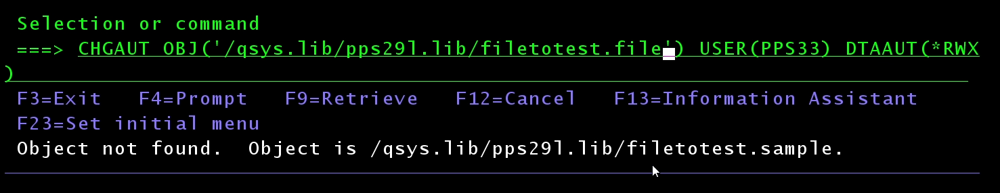 Selection or command
===> CHGAUT OBJ('/qsys.lib/pps29l.lib/filetotest.file') USER(PPS33) DTAAUT(*RWX
)
F3=Exit   F4=Prompt   F9=Retrieve   F12=Cancel   F13=Information Assistant
F23=Set initial menu
Object not found.  Object is /qsys.lib/pps29l.lib/filetotest.sample.